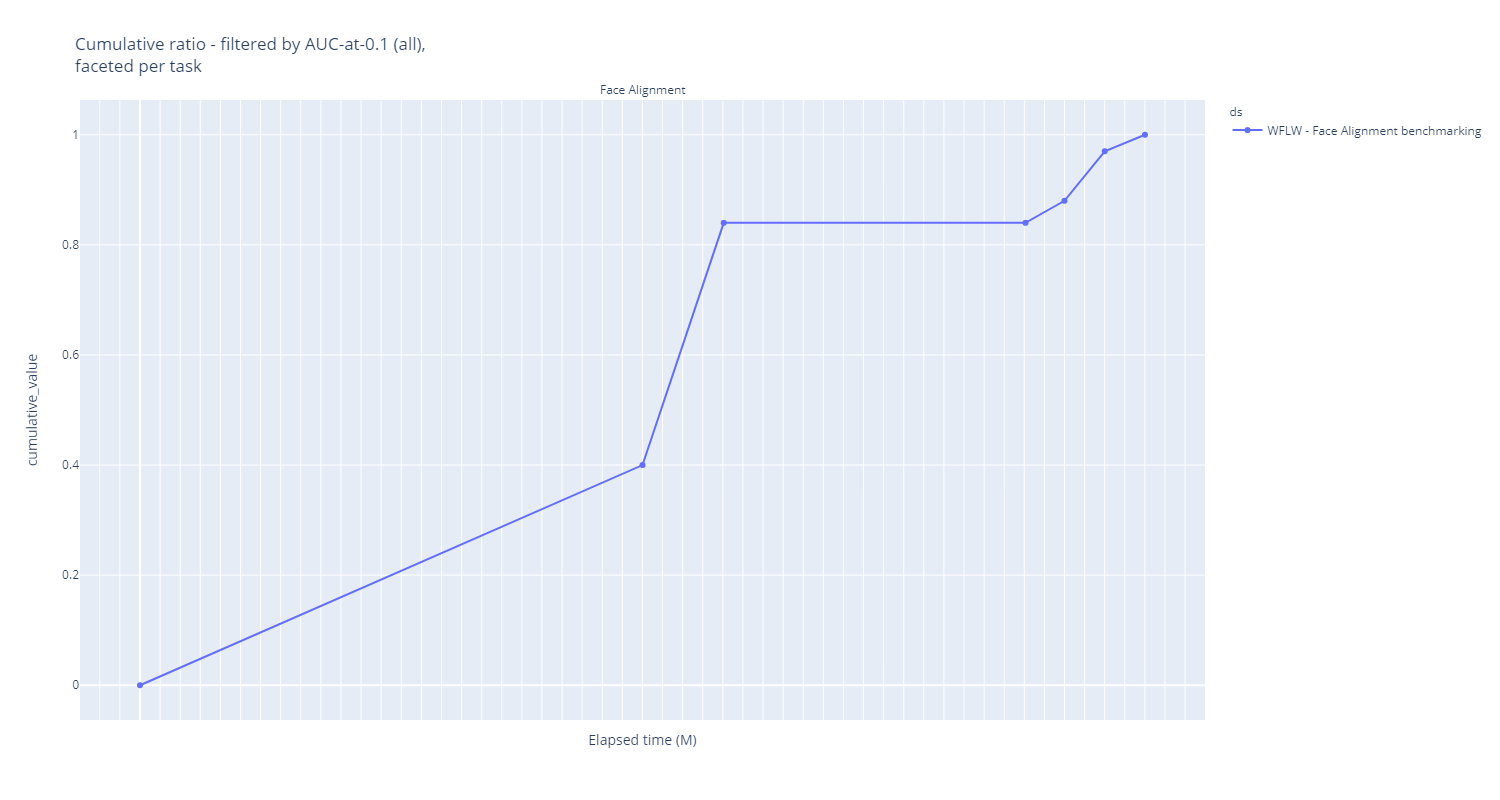 Cumulative ratio - filtered by AUC-at-0.1 (all),
faceted per task
Face Alignment
ds
WFLW - Face Alignment benchmarking
1
0.8
0.6
0.4
0.2
0
cumulative_value
Elapsed time (M)